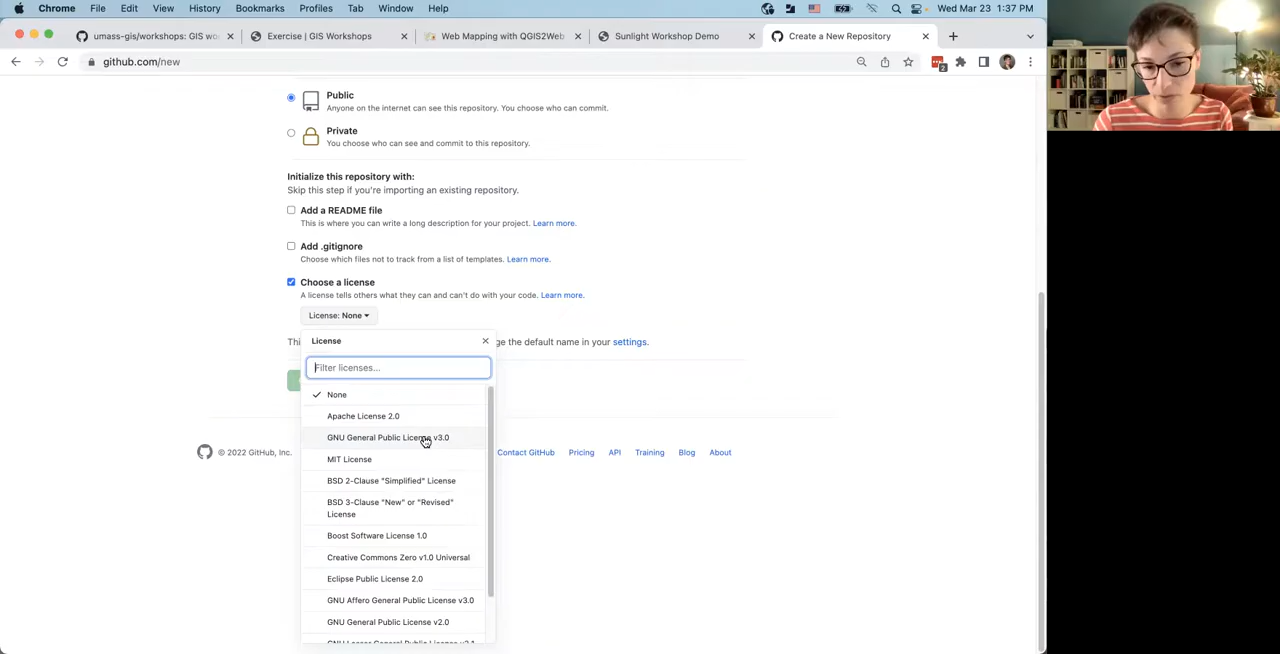 Chrome File Edit View History Bookmarks Profiles Tab Window Help Wed Mar 23 1:37 PM
umass-gis/workshops: GIS wo Exercise | GIS Workshops Web Mapping with QGIS2Web Sunlight Workshop Demo Create a New Repository
github.com/new 2
Public
Anyone on the internet can see this repository. You choose who can commit.
Private
You choose who can see and commit to this repository.
Initialize this repository with:
Skip this step if you're importing an existing repository.
Add a README file
This is where you can write a long description for your project. Learn more.
Add .gitignore
Choose which files not to track from a list of templates. Learn more.
Choose a license
A license tells others what they can and can't do with your code. Learn more.
License: None
Thi ge the default name in your settings.
License
Filter licenses...
None
Apache License 2.0
GNU General Public License v3.0
MIT License
BSD 2-Clause "Simplified" License
BSD 3-Clause "New" or "Revised"
License
Boost Software License 1.0
Creative Commons Zero v1.0 Universal
Eclipse Public License 2.0
GNU Affero General Public License v3.0
GNU General Public License v2.0
GNU Lesser General Public License v2.1
© 2022 GitHub, Inc. Contact GitHub Pricing API Training Blog About